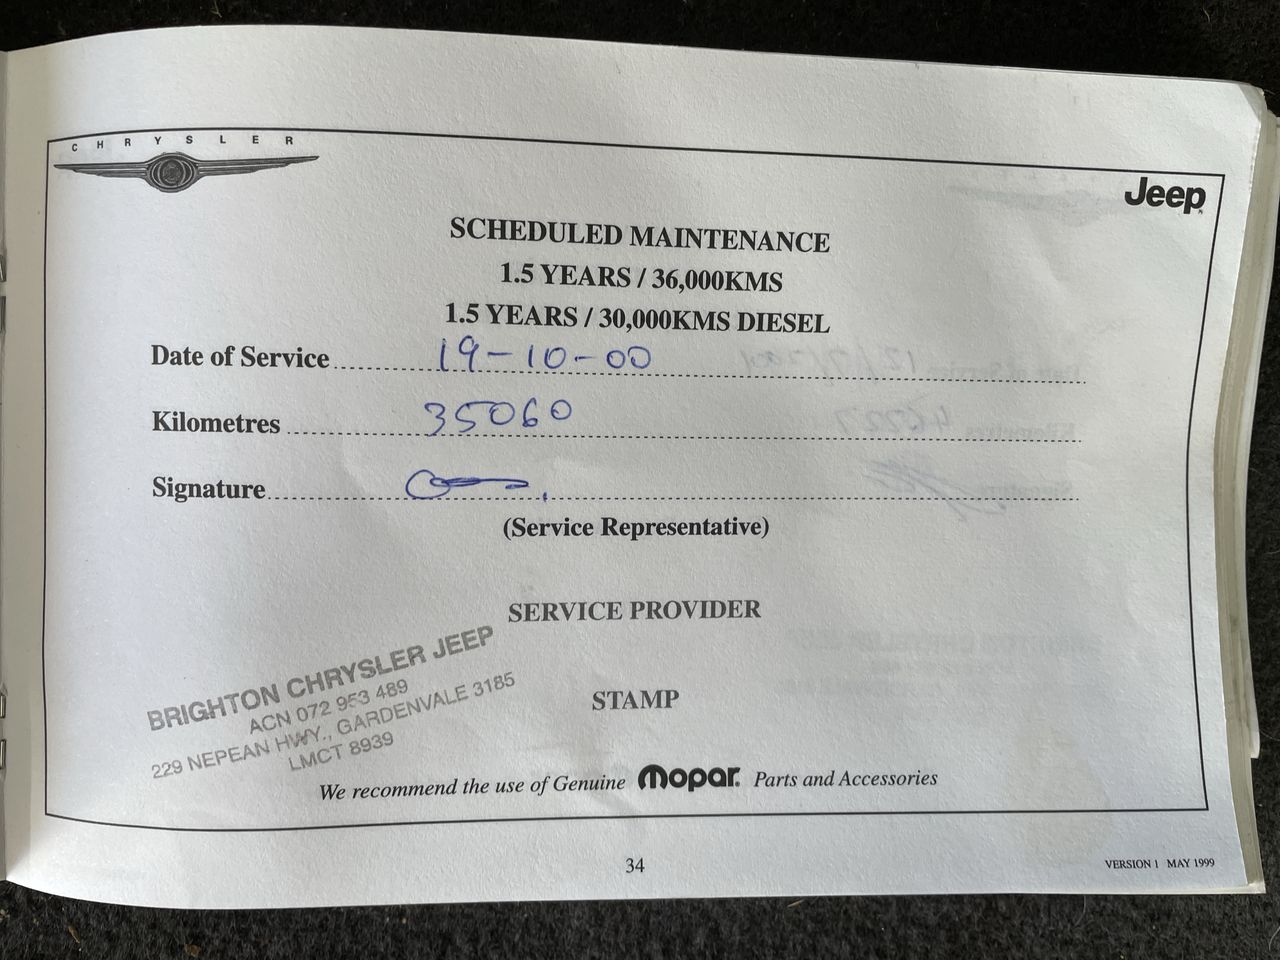 CHRYSLER
Jeep
SCHEDULED MAINTENANCE
1.5 YEARS / 36,000KMS
1.5 YEARS / 30,000KMS DIESEL
Date of Service 19-10-00
Kilometres 35060
Signature
(Service Representative)
SERVICE PROVIDER
STAMP
BRIGHTON CHRYSLER JEEP
ACN 072 953 489
229 NEPEAN HWY., GARDENVALE 3185
LMCT 8939
We recommend the use of Genuine Mopar. Parts and Accessories
34
VERSION 1 MAY 1999